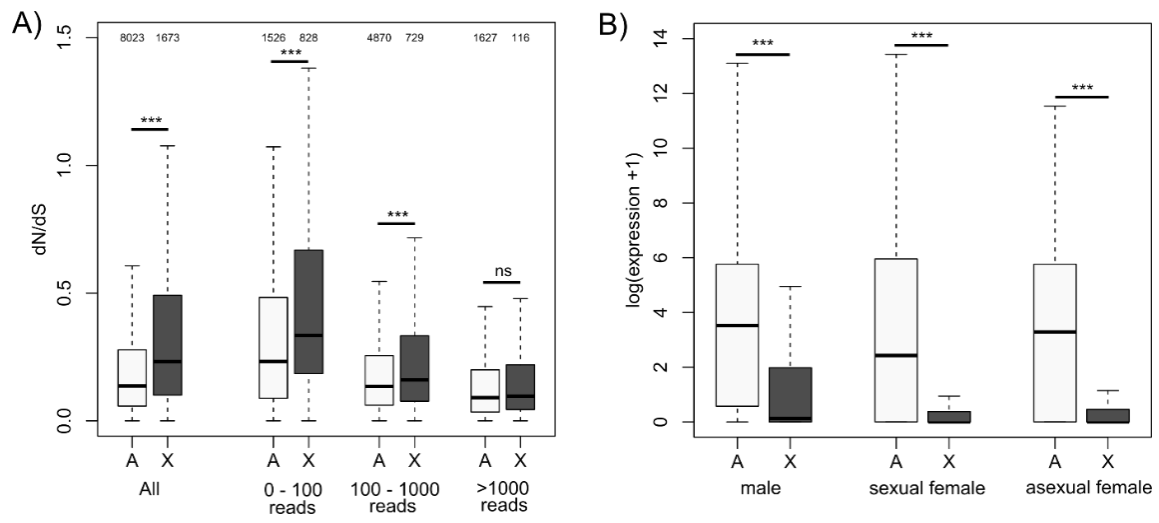 A)
8023 1673 1526 828 4870 729 1627 116
*** *** *** ns
dN/dS
1.5
1.0
0.5
0.0
A X A X A X A X
All 0 - 100 100 - 1000 >1000
reads reads reads
B)
*** *** ***
log(expression +1)
14
12
10
8
6
4
2
0
A X A X A X
male sexual female asexual female